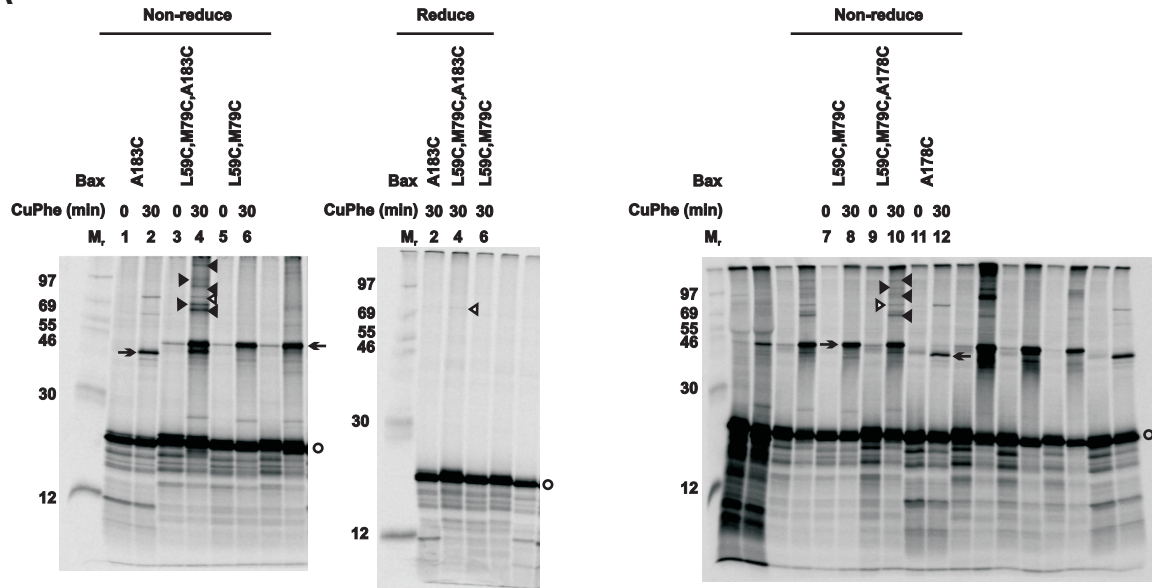 Non-reduce
Bax A183C L59C,M79C,A183C L59C,M79C
CuPhe (min) 0 30 0 30 0 30
Mr 1 2 3 4 5 6
97
69
55
46
30
12
Reduce
Bax A183C L59C,M79C,A183C L59C,M79C
CuPhe (min) 30 30 30
Mr 2 4 6
97
69
55
46
30
12
Non-reduce
Bax L59C,M79C L59C,M79C,A178C A178C
CuPhe (min) 0 30 0 30 0 30
Mr 7 8 9 10 11 12
97
69
55
46
30
12